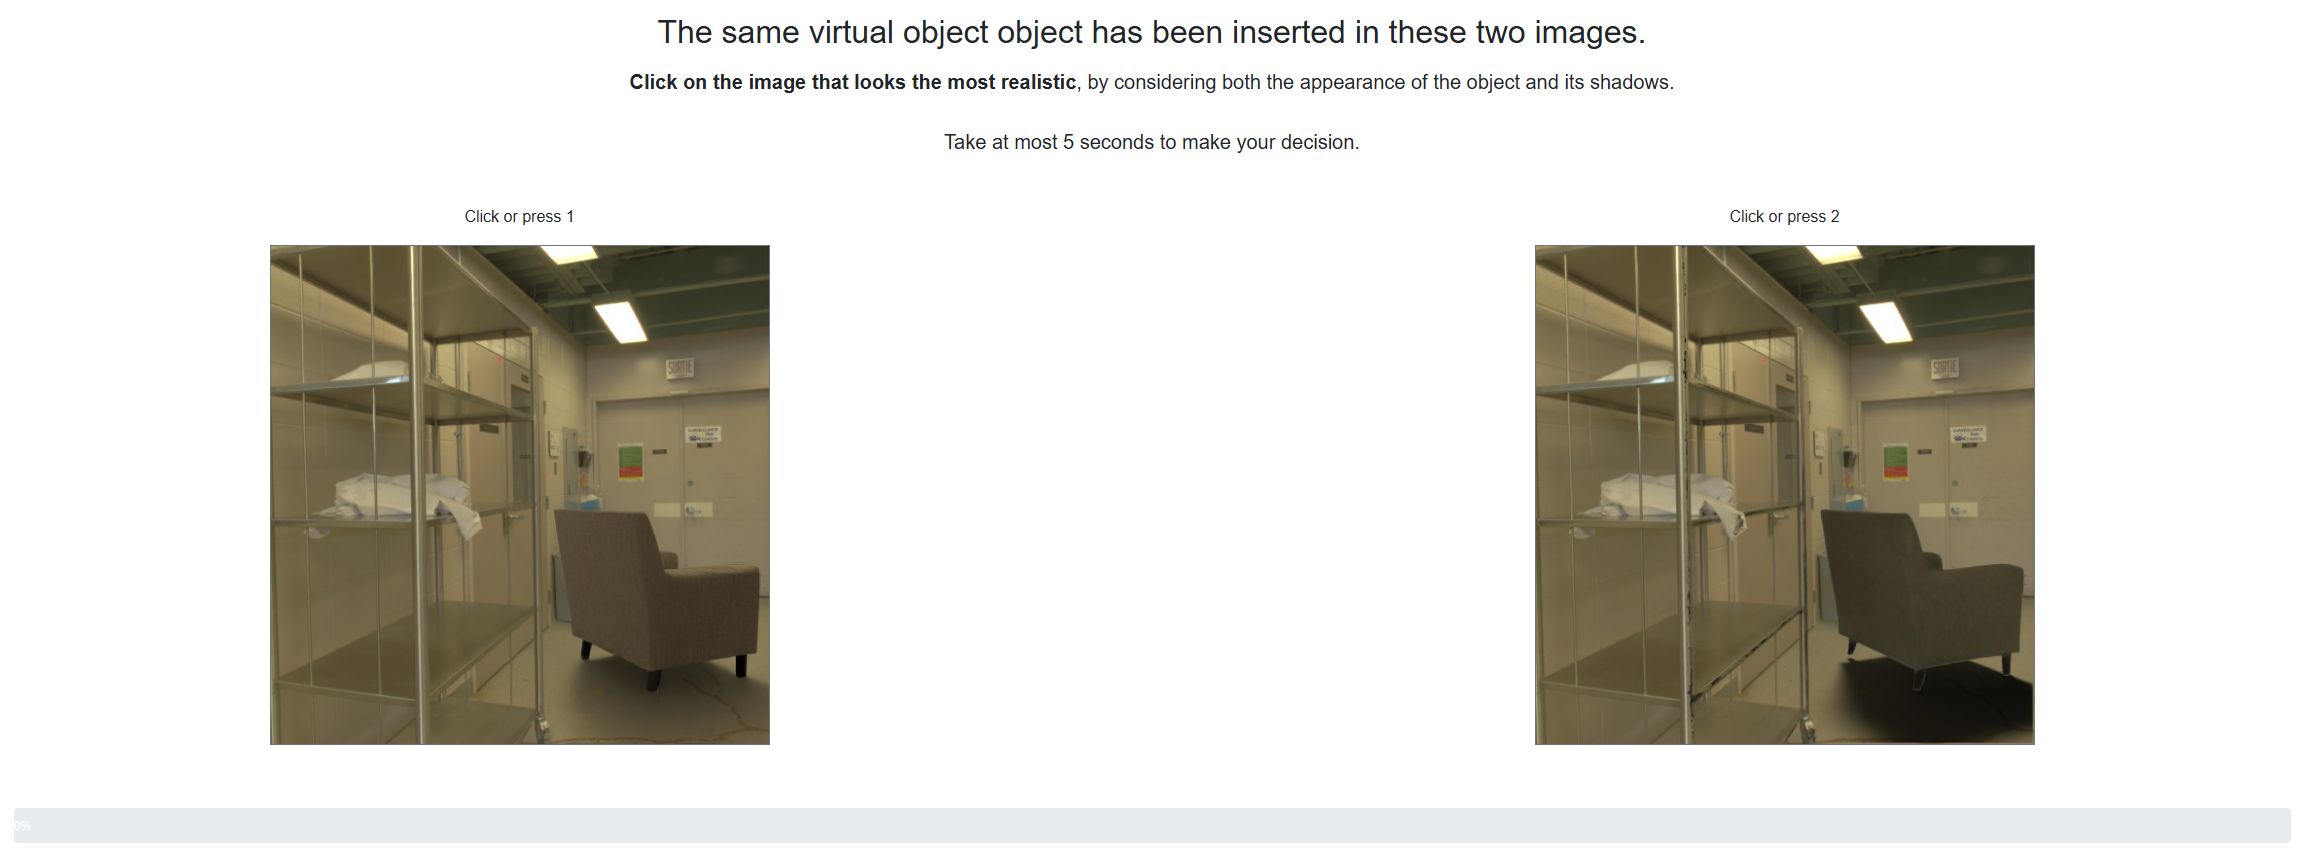 The same virtual object object has been inserted in these two images.
Click on the image that looks the most realistic, by considering both the appearance of the object and its shadows.
Take at most 5 seconds to make your decision.
Click or press 1
Click or press 2
SORTIE
SORTIE
0%